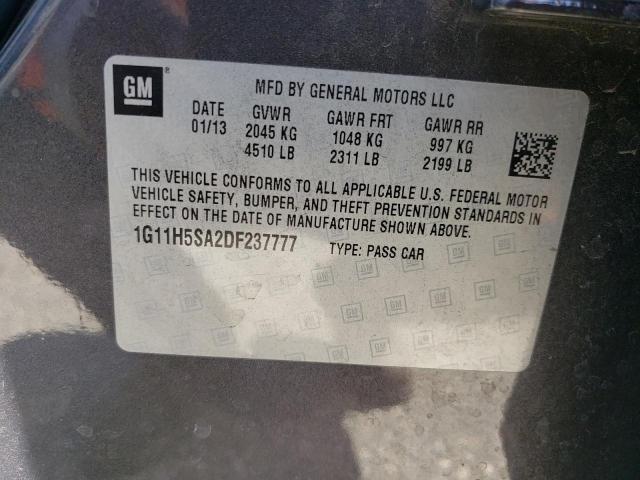 GM ®
MFD BY GENERAL MOTORS LLC
DATE GVWR GAWR FRT GAWR RR
01/13 2045 KG 1048 KG 997 KG
4510 LB 2311 LB 2199 LB
THIS VEHICLE CONFORMS TO ALL APPLICABLE U.S. FEDERAL MOTOR
VEHICLE SAFETY, BUMPER, AND THEFT PREVENTION STANDARDS IN
EFFECT ON THE DATE OF MANUFACTURE SHOWN ABOVE.
1G11H5SA2DF237777 TYPE: PASS CAR